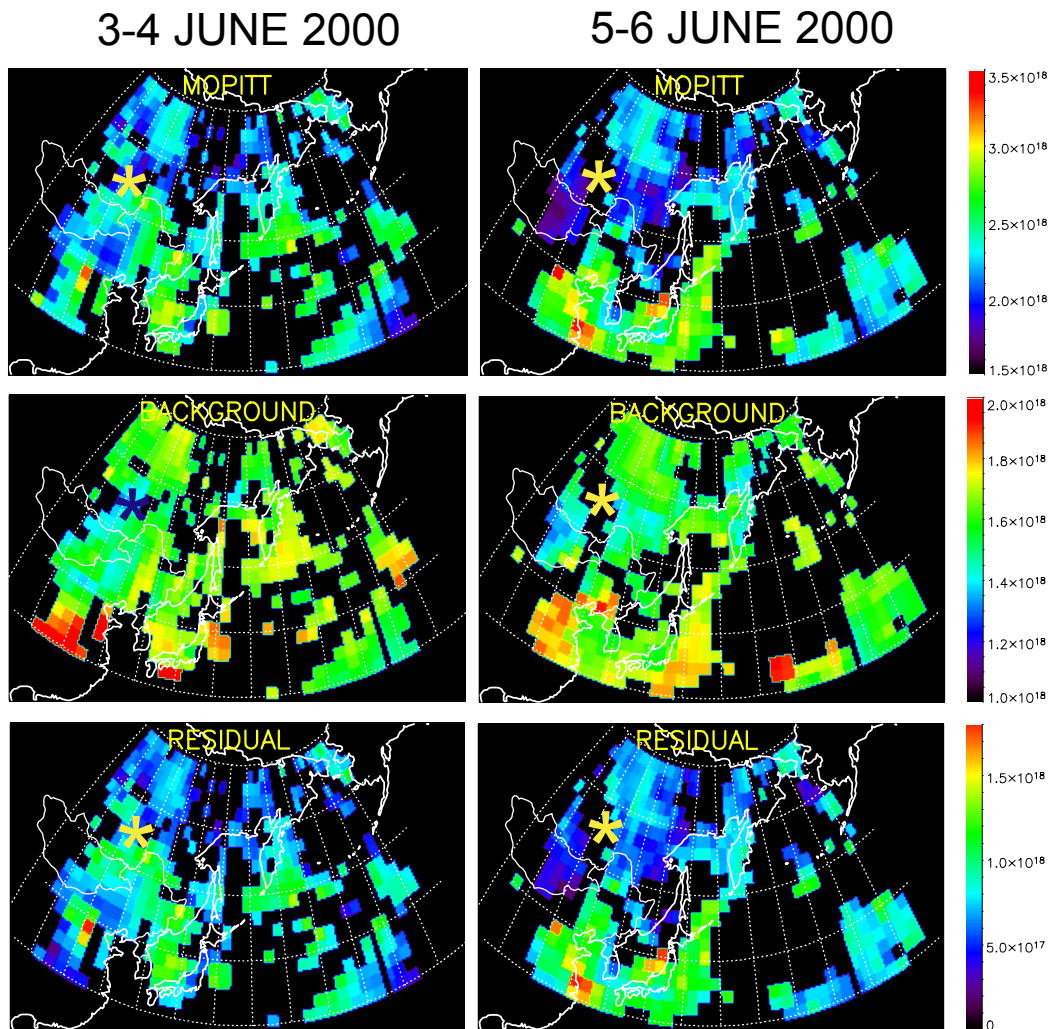 3-4 JUNE 2000
5-6 JUNE 2000
MOPITT
MOPITT
3.5×10¹⁸
3.0×10¹⁸
2.5×10¹⁸
2.0×10¹⁸
1.5×10¹⁸
BACKGROUND
BACKGROUND
2.0×10¹⁸
1.8×10¹⁸
1.6×10¹⁸
1.4×10¹⁸
1.2×10¹⁸
1.0×10¹⁸
RESIDUAL
RESIDUAL
1.5×10¹⁸
1.0×10¹⁸
5.0×10¹⁷
0